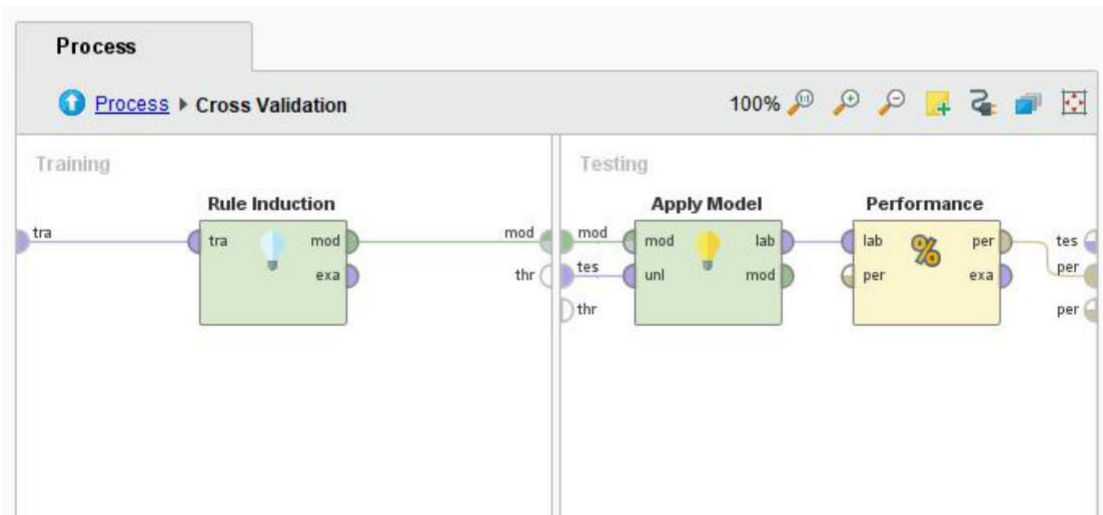 Process
Process ▸ Cross Validation
100%
Training
Rule Induction
tra
tra
mod
exa
mod
thr
Testing
Apply Model
mod
tes
thr
mod
unl
lab
mod
Performance
lab
per
per
exa
tes
per
per